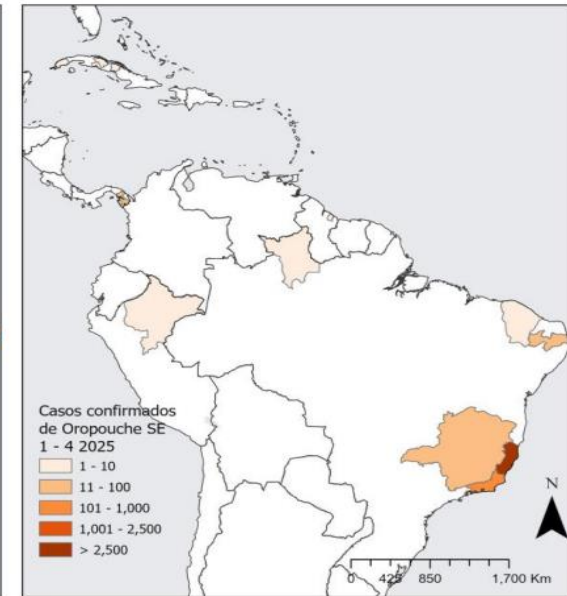 Casos confirmados
de Oropouche SE
1 - 4 2025
1 - 10
11 - 100
101 - 1,000
1,001 - 2,500
> 2,500
N
0 425 850 1,700 Km